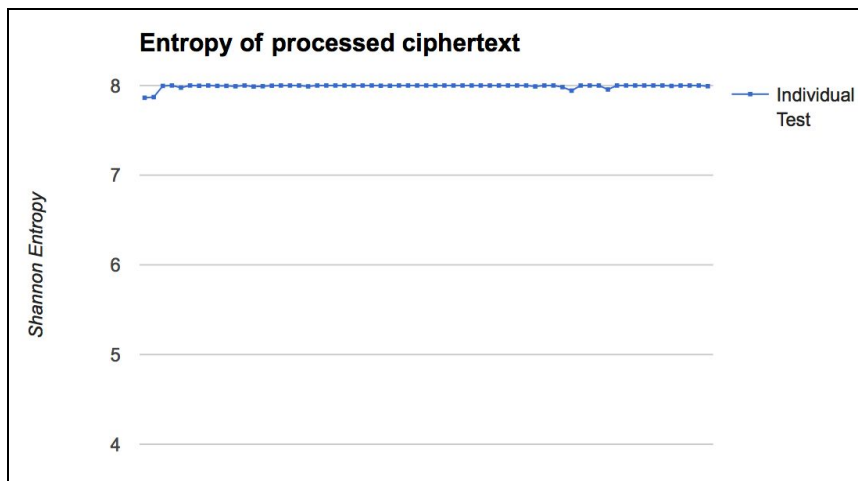 Entropy of processed ciphertext
8
Individual
Test
7
Shannon Entropy
6
5
4